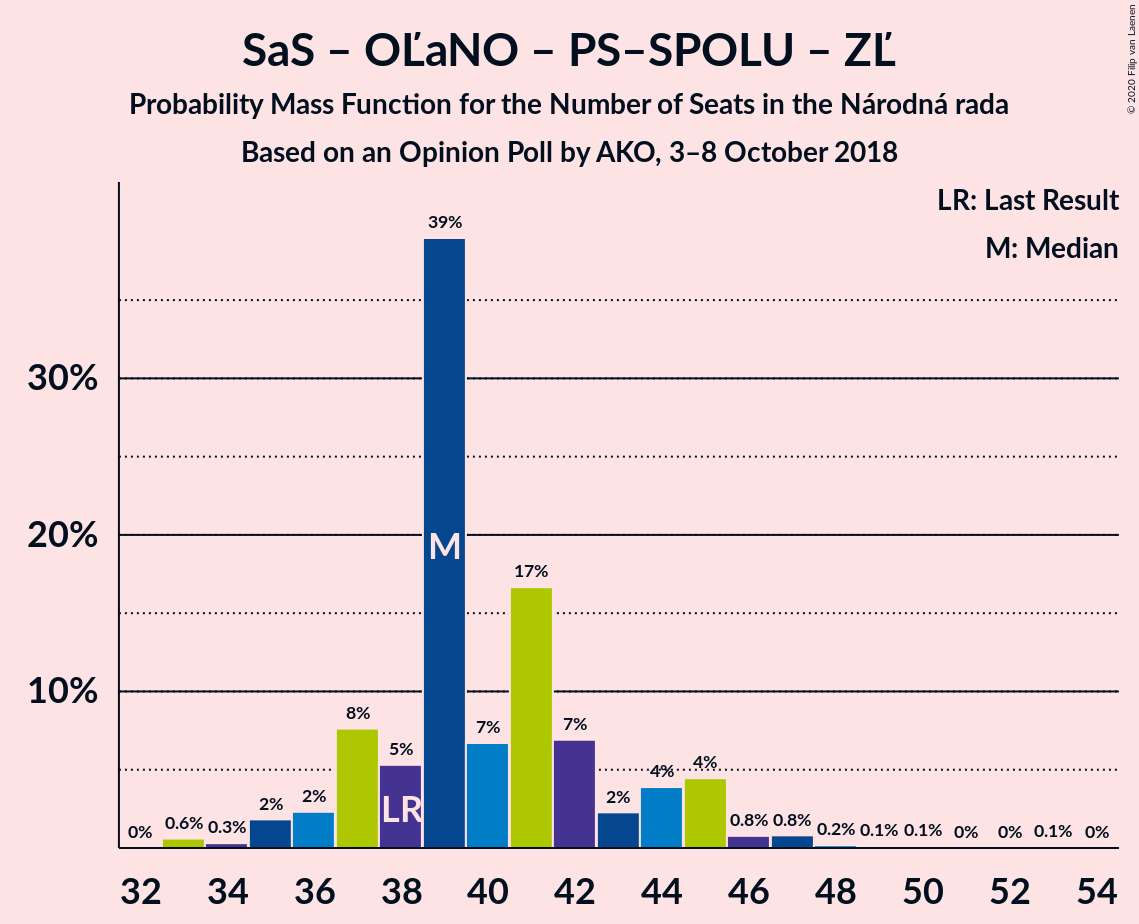 SaS – OĽaNO – PS–SPOLU – ZĽ
Probability Mass Function for the Number of Seats in the Národná rada
Based on an Opinion Poll by AKO, 3–8 October 2018
© 2020 Filip van Laenen
LR: Last Result
M: Median
30%
20%
10%
0% 0.6% 0.3% 2% 2% 8% 5% 39% 7% 17% 7% 2% 4% 4% 0.8% 0.8% 0.2% 0.1% 0.1% 0% 0% 0.1% 0%
M
LR
32 34 36 38 40 42 44 46 48 50 52 54